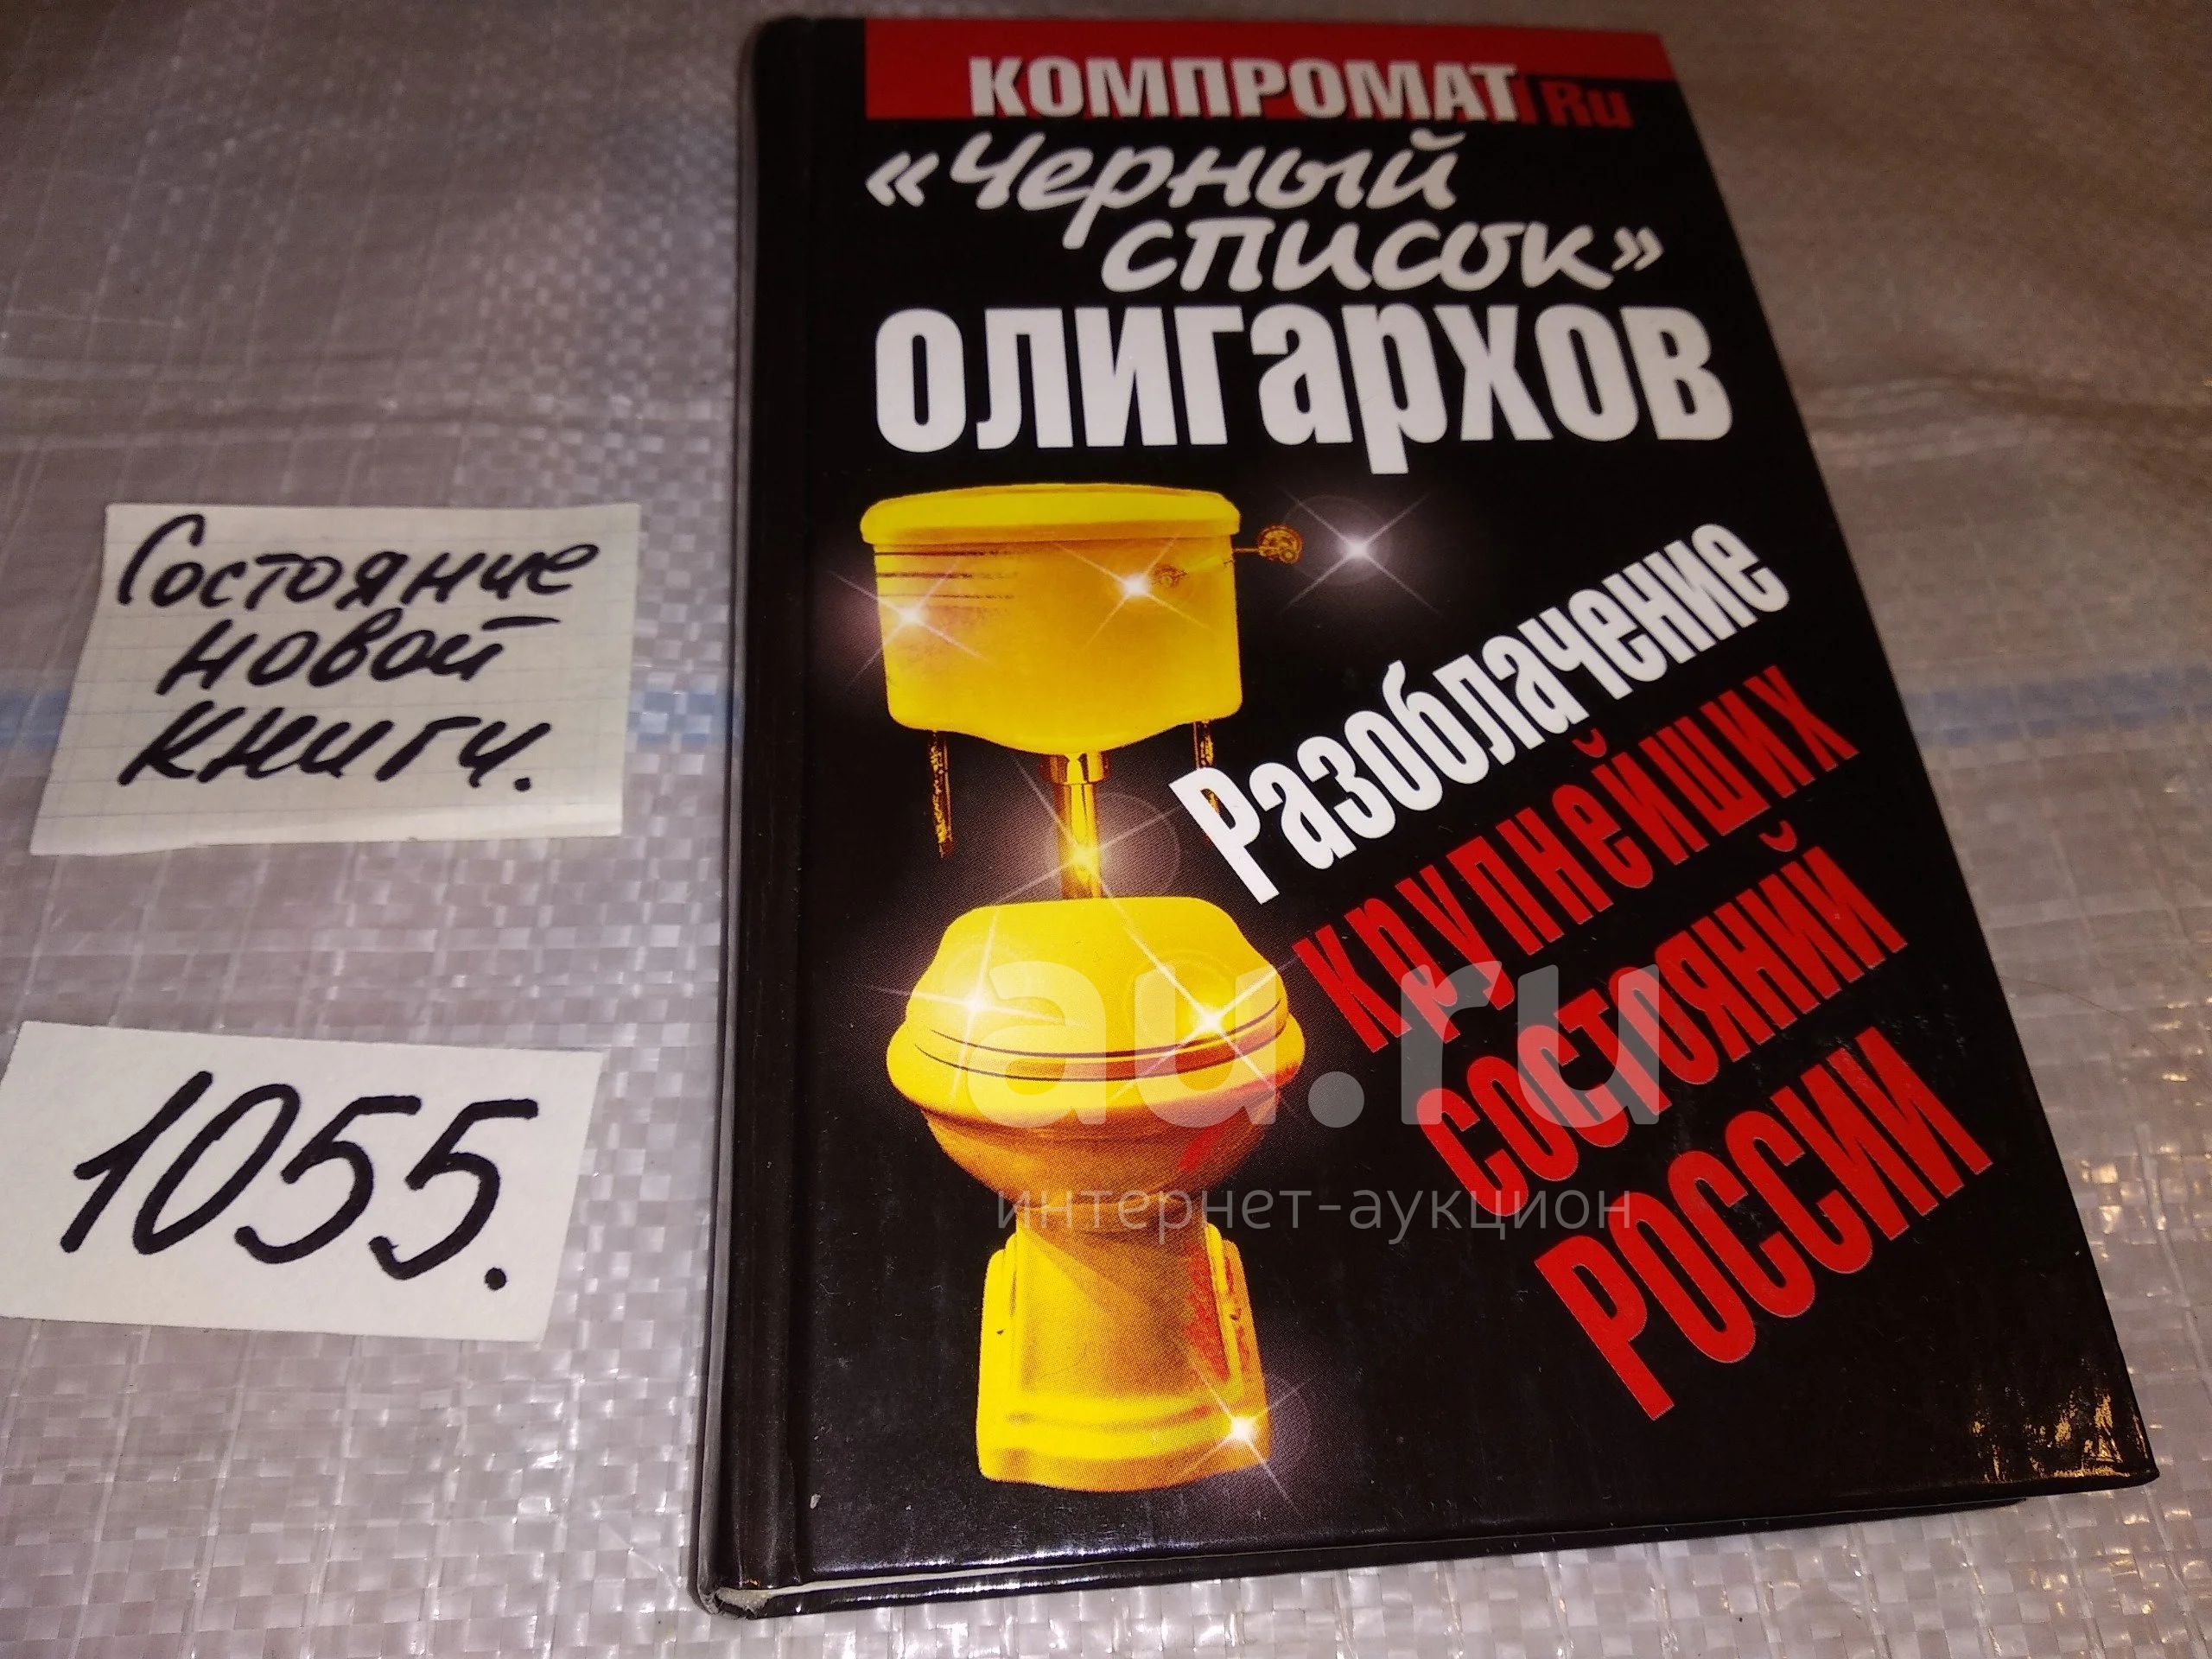 КОМПРОМАТ Ru
«Черный
список»
олигархов
Разоблачение
крупнейших
состояний
РОССИИ
Состояние
новой
книги.
1055.
au.ru
интернет-аукцион